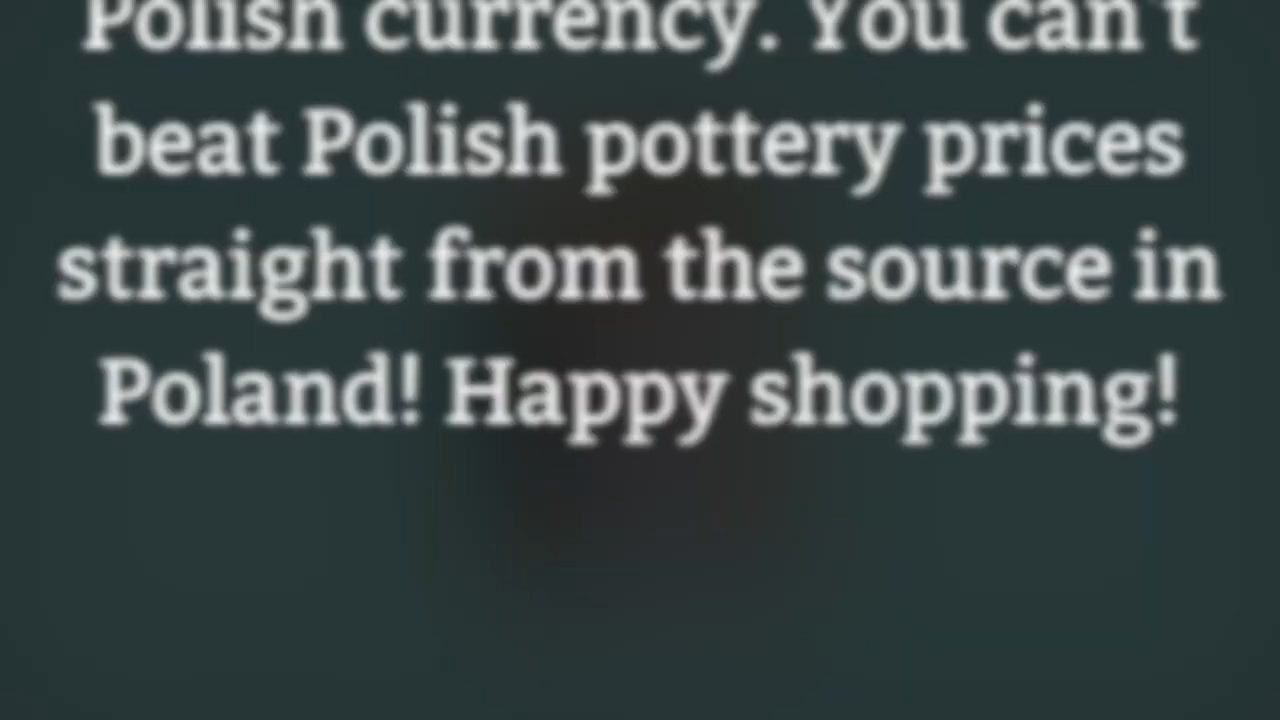 Polish currency. You can't
beat Polish pottery prices
straight from the source in
Poland! Happy shopping!